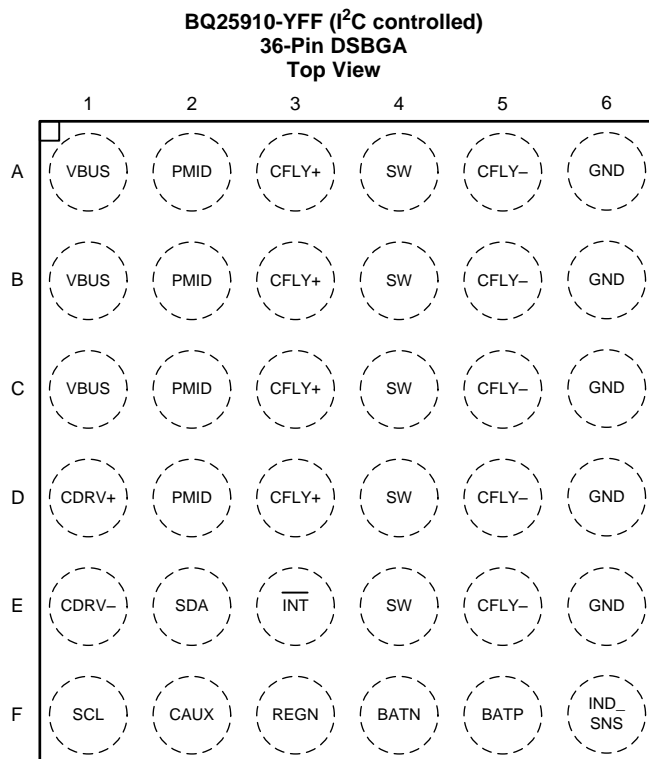 BQ25910-YFF (I²C controlled)
36-Pin DSBGA
Top View
1 2 3 4 5 6
A VBUS PMID CFLY+ SW CFLY– GND
B VBUS PMID CFLY+ SW CFLY– GND
C VBUS PMID CFLY+ SW CFLY– GND
D CDRV+ PMID CFLY+ SW CFLY– GND
E CDRV– SDA I̅N̅T̅ SW CFLY– GND
F SCL CAUX REGN BATN BATP IND_
SNS